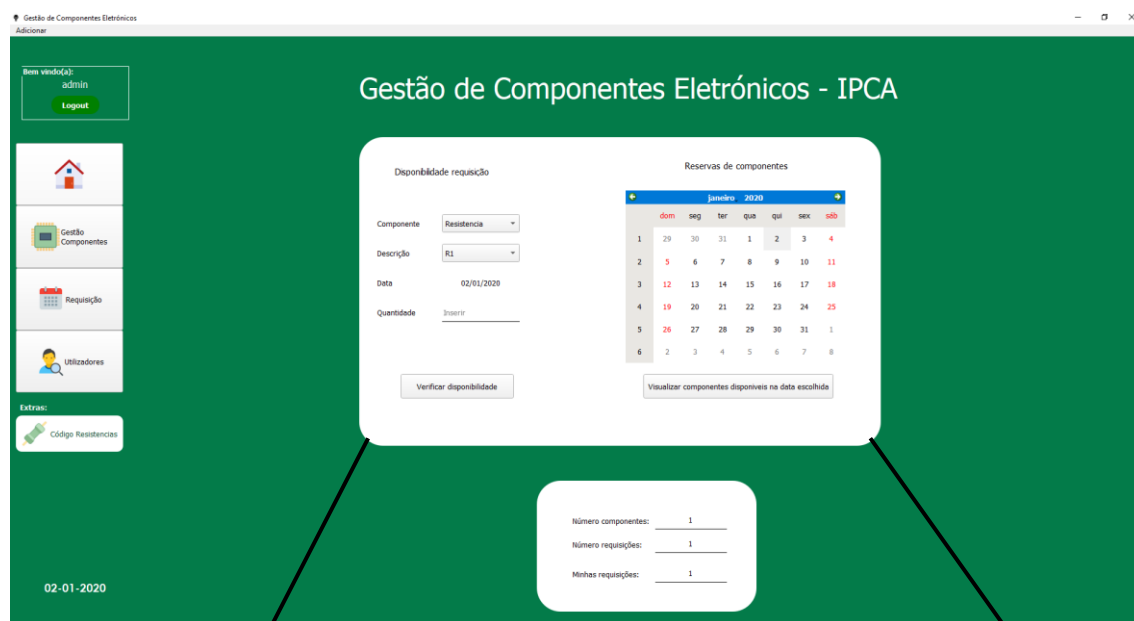 Gestão de Componentes Eletrónicos
Adicionar
Bem vindo(a):
admin
Logout
Gestão de Componentes Eletrónicos - IPCA
Gestão
Componentes
Requisição
Utilizadores
Extras:
Código Resistencias
02-01-2020
Disponibilidade requisição
Componente Resistencia
Descrição R1
Data 02/01/2020
Quantidade Inserir
Verificar disponibilidade
Reservas de componentes
janeiro, 2020
dom seg ter qua qui sex sáb
1 29 30 31 1 2 3 4
2 5 6 7 8 9 10 11
3 12 13 14 15 16 17 18
4 19 20 21 22 23 24 25
5 26 27 28 29 30 31 1
6 2 3 4 5 6 7 8
Visualizar componentes disponiveis na data escolhida
Número componentes: 1
Número requisições: 1
Minhas requisições: 1